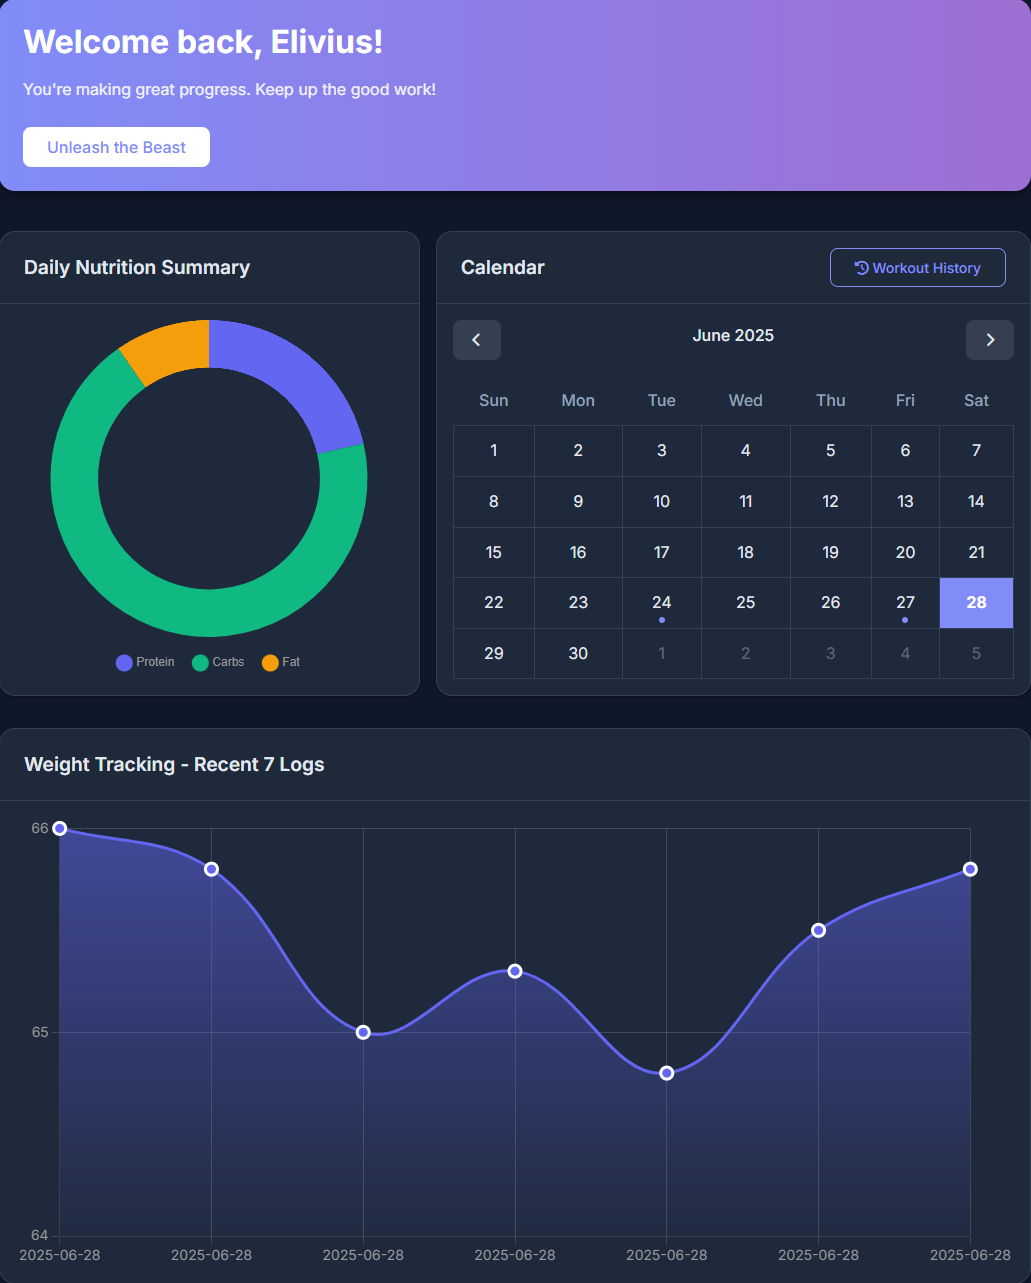 Welcome back, Elivius!
You're making great progress. Keep up the good work!
Unleash the Beast
Daily Nutrition Summary
Protein Carbs Fat
Calendar Workout History
June 2025
Sun Mon Tue Wed Thu Fri Sat
1 2 3 4 5 6 7
8 9 10 11 12 13 14
15 16 17 18 19 20 21
22 23 24 25 26 27 28
29 30 1 2 3 4 5
Weight Tracking - Recent 7 Logs
66
65
64
2025-06-28 2025-06-28 2025-06-28 2025-06-28 2025-06-28 2025-06-28 2025-06-28